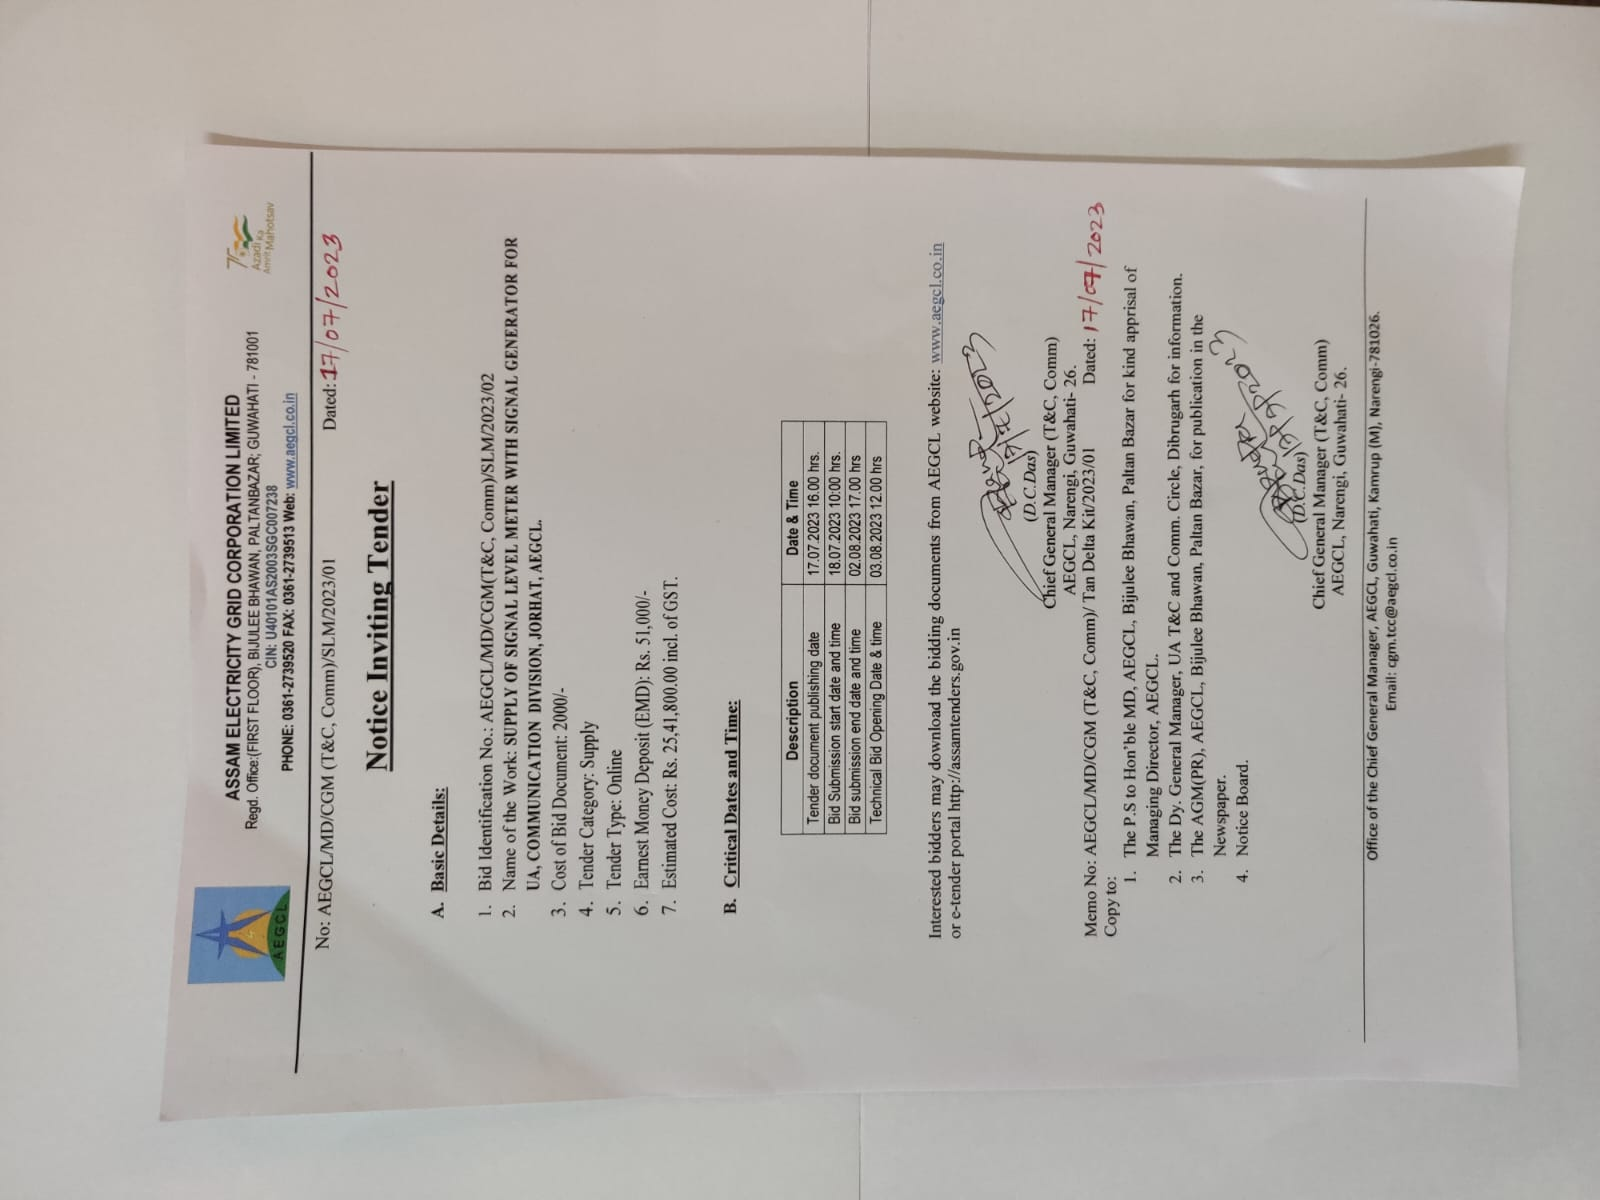 AEGCL
ASSAM ELECTRICITY GRID CORPORATION LIMITED
Regd. Office:(FIRST FLOOR), BIJULEE BHAWAN, PALTANBAZAR; GUWAHATI - 781001
CIN: U40101AS2003SGC007238
PHONE: 0361-2739520 FAX: 0361-2739513 Web: www.aegcl.co.in
Azadi Ka
Amrit Mahotsav
No: AEGCL/MD/CGM (T&C, Comm)/SLM/2023/01 Dated: 17/07/2023
Notice Inviting Tender
A. Basic Details:
1. Bid Identification No.: AEGCL/MD/CGM(T&C, Comm)/SLM/2023/02
2. Name of the Work: SUPPLY OF SIGNAL LEVEL METER WITH SIGNAL GENERATOR FOR
UA, COMMUNICATION DIVISION, JORHAT, AEGCL.
3. Cost of Bid Document: 2000/-
4. Tender Category: Supply
5. Tender Type: Online
6. Earnest Money Deposit (EMD): Rs. 51,000/-
7. Estimated Cost: Rs. 25,41,800.00 incl. of GST.
B. Critical Dates and Time:
Description Date & Time
Tender document publishing date 17.07.2023 16.00 hrs.
Bid Submission start date and time 18.07.2023 10:00 hrs.
Bid submission end date and time 02.08.2023 17.00 hrs
Technical Bid Opening Date & time 03.08.2023 12.00 hrs
Interested bidders may download the bidding documents from AEGCL website: www.aegcl.co.in
or e-tender portal http://assamtenders.gov.in
(D.C.Das)
Chief General Manager (T&C, Comm)
AEGCL, Narengi, Guwahati- 26.
Memo No: AEGCL/MD/CGM (T&C, Comm)/ Tan Delta Kit/2023/01 Dated: 17/07/2023
Copy to:
1. The P.S to Hon'ble MD, AEGCL, Bijulee Bhawan, Paltan Bazar for kind apprisal of
Managing Director, AEGCL.
2. The Dy. General Manager, UA T&C and Comm. Circle, Dibrugarh for information.
3. The AGM(PR), AEGCL, Bijulee Bhawan, Paltan Bazar, for publication in the
Newspaper.
4. Notice Board.
(D.C.Das)
Chief General Manager (T&C, Comm)
AEGCL, Narengi, Guwahati- 26.
Office of the Chief General Manager, AEGCL, Guwahati, Kamrup (M), Narengi-781026.
Email: cgm.tcc@aegcl.co.in